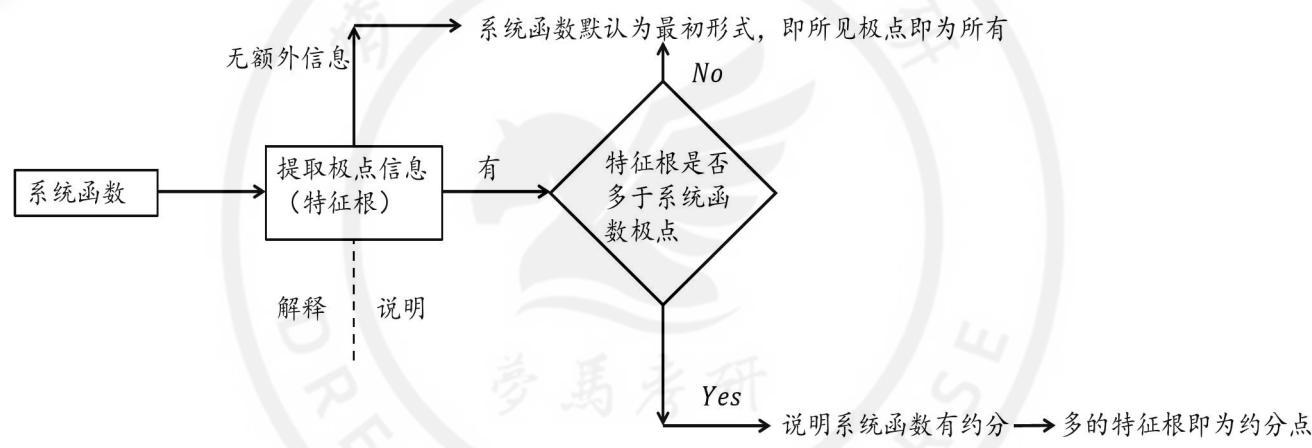 系统函数默认为最初形式，即所见极点即为所有
无额外信息
No
提取极点信息
（特征根）
有
特征根是否
多于系统函
数极点
系统函数
解释
说明
夢馬考研
Yes
说明系统函数有约分
多的特征根即为约分点